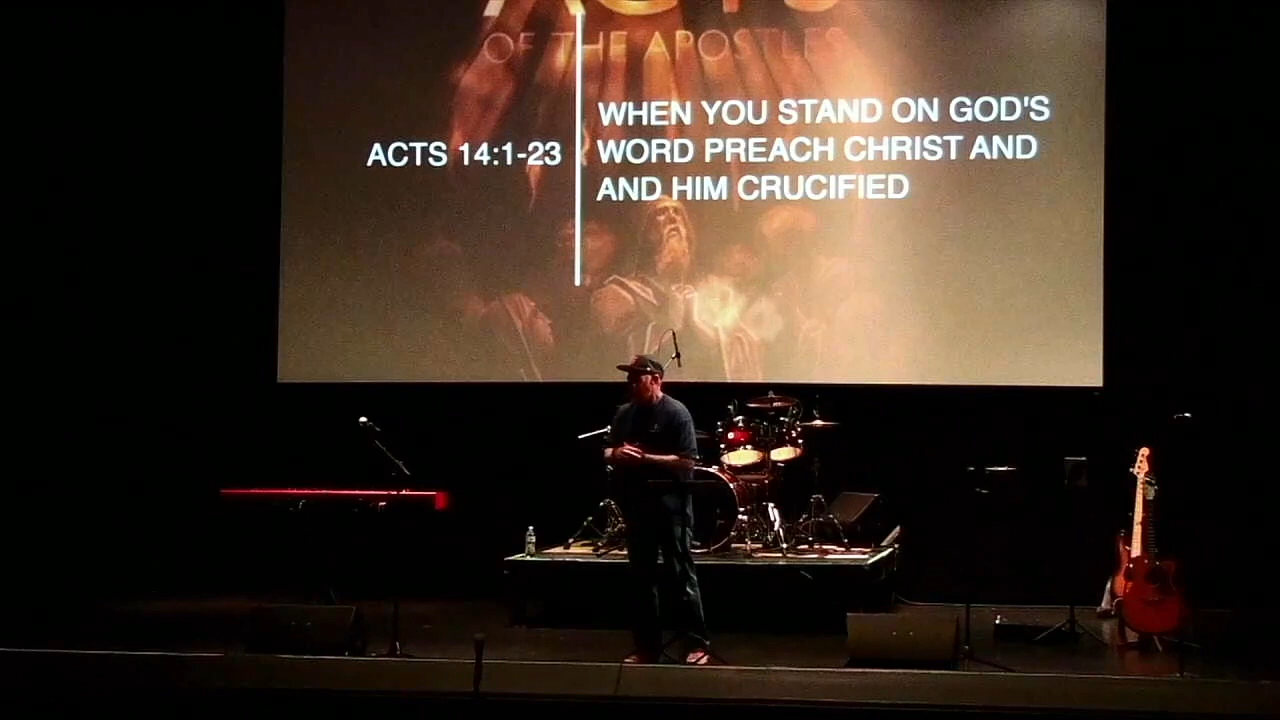 ACTS
OF THE APOSTLES
ACTS 14:1-23
WHEN YOU STAND ON GOD'S
WORD PREACH CHRIST AND
AND HIM CRUCIFIED